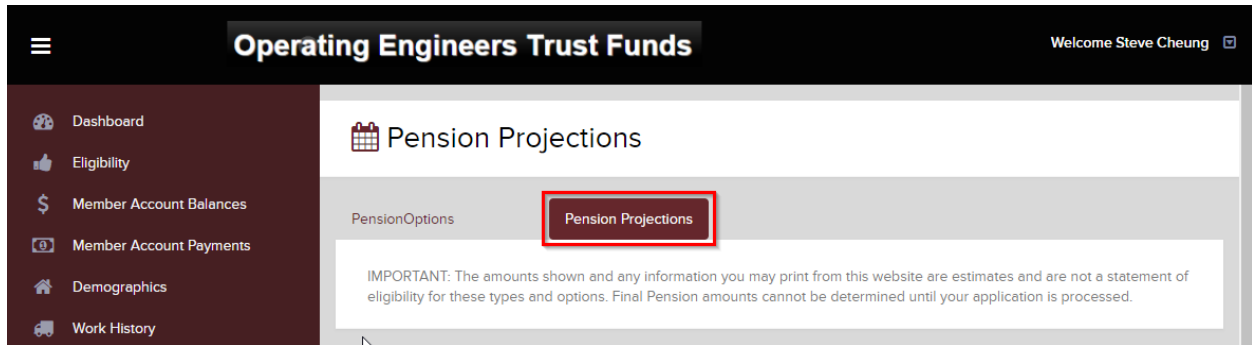 Operating Engineers Trust Funds
Welcome Steve Cheung
Dashboard
Eligibility
Member Account Balances
Member Account Payments
Demographics
Work History
Pension Projections
PensionOptions
Pension Projections
IMPORTANT: The amounts shown and any information you may print from this website are estimates and are not a statement of
eligibility for these types and options. Final Pension amounts cannot be determined until your application is processed.